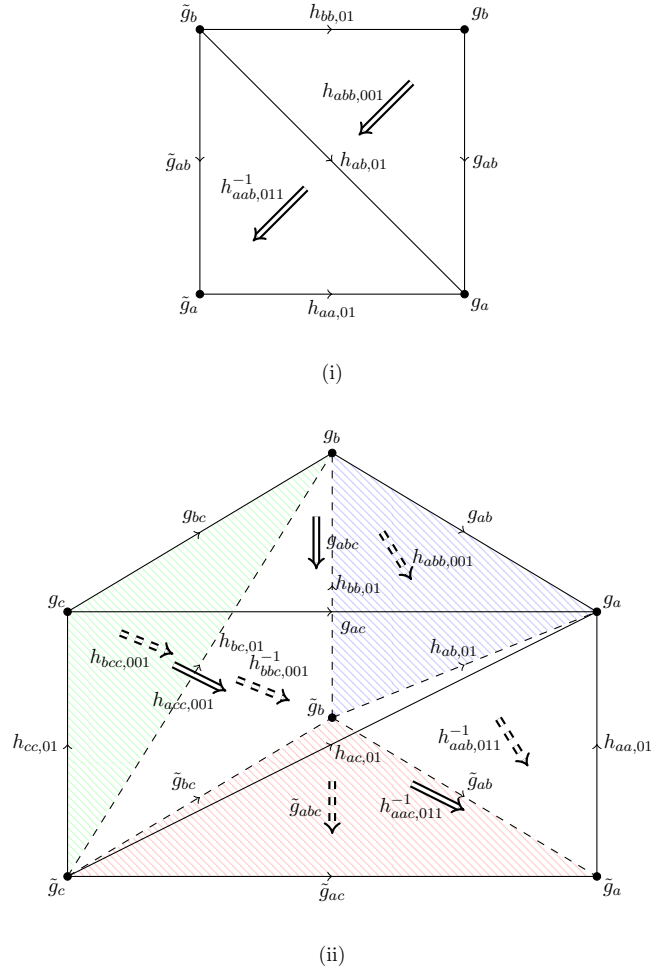 g̃_b h_{bb,01} g_b
h_{abb,001}
g̃_{ab} h_{ab,01} g_{ab}
h^{-1}_{aab,011}
g̃_a h_{aa,01} g_a
(i)
g_b
g_{bc} g_{ab}
g_{abc} h_{abb,001}
h_{bb,01}
g_c g_a
g_{ac}
h_{bcc,001} h_{bc,01} h^{-1}_{bbc,001} h_{ab,01}
h_{acc,001}
g̃_b
h_{cc,01} h_{ac,01} h^{-1}_{aab,011} h_{aa,01}
g̃_{bc} g̃_{ab}
g̃_{abc} h^{-1}_{aac,011}
g̃_c g̃_a
g̃_{ac}
(ii)